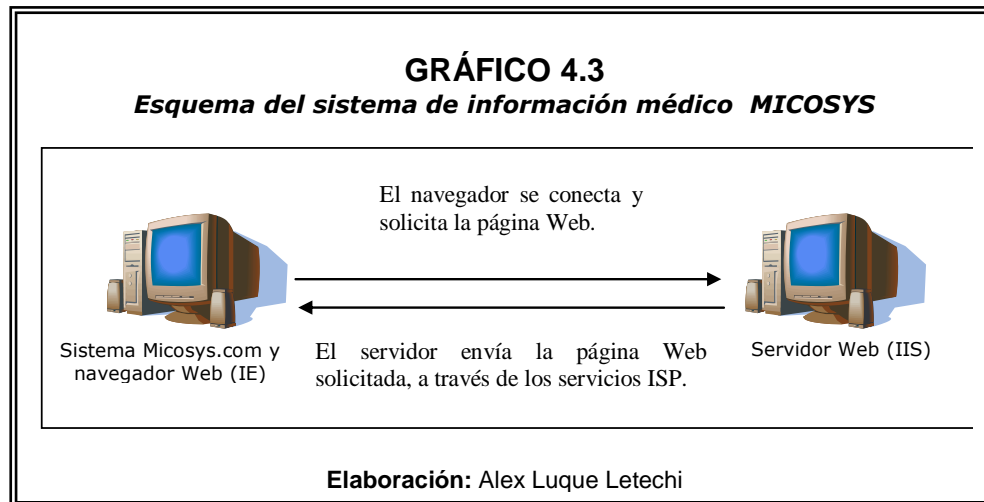 GRÁFICO 4.3
Esquema del sistema de información médico MICOSYS
El navegador se conecta y
solicita la página Web.
Sistema Micosys.com y
navegador Web (IE)
El servidor envía la página Web
solicitada, a través de los servicios ISP.
Servidor Web (IIS)
Elaboración: Alex Luque Letechi